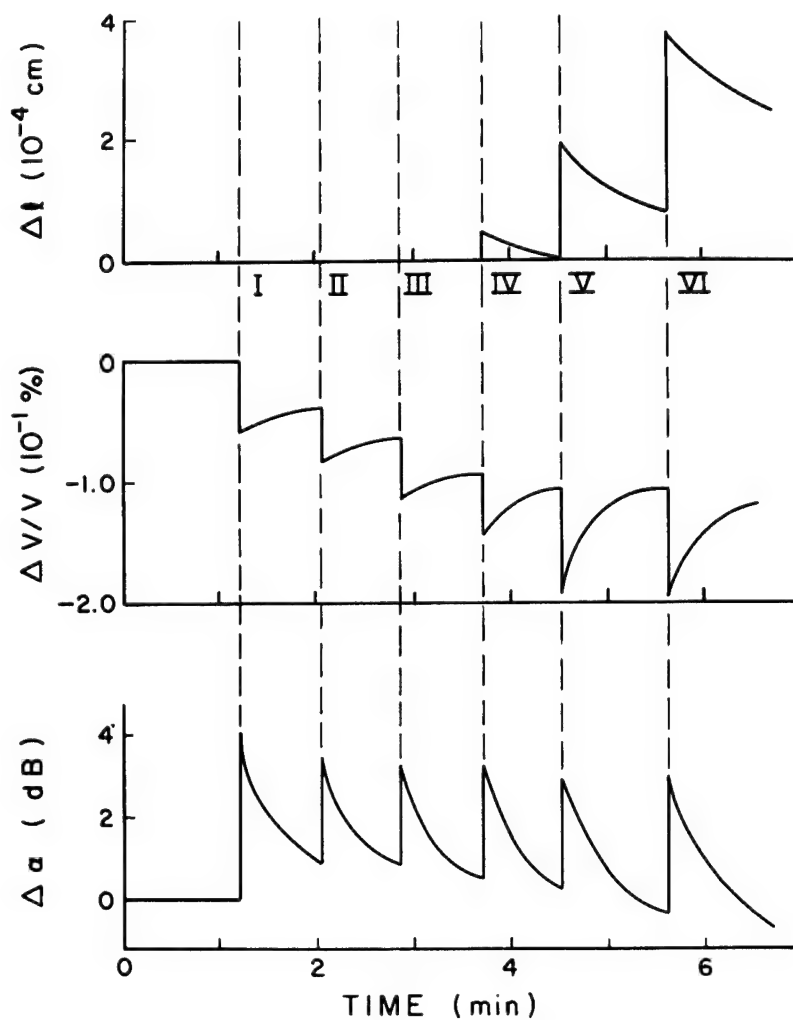 Δℓ (10⁻⁴ cm)
4
2
0
I II III IV V VI
ΔV/V (10⁻¹ %)
0
-1.0
-2.0
Δα (dB)
4
2
0
0 2 4 6
TIME (min)